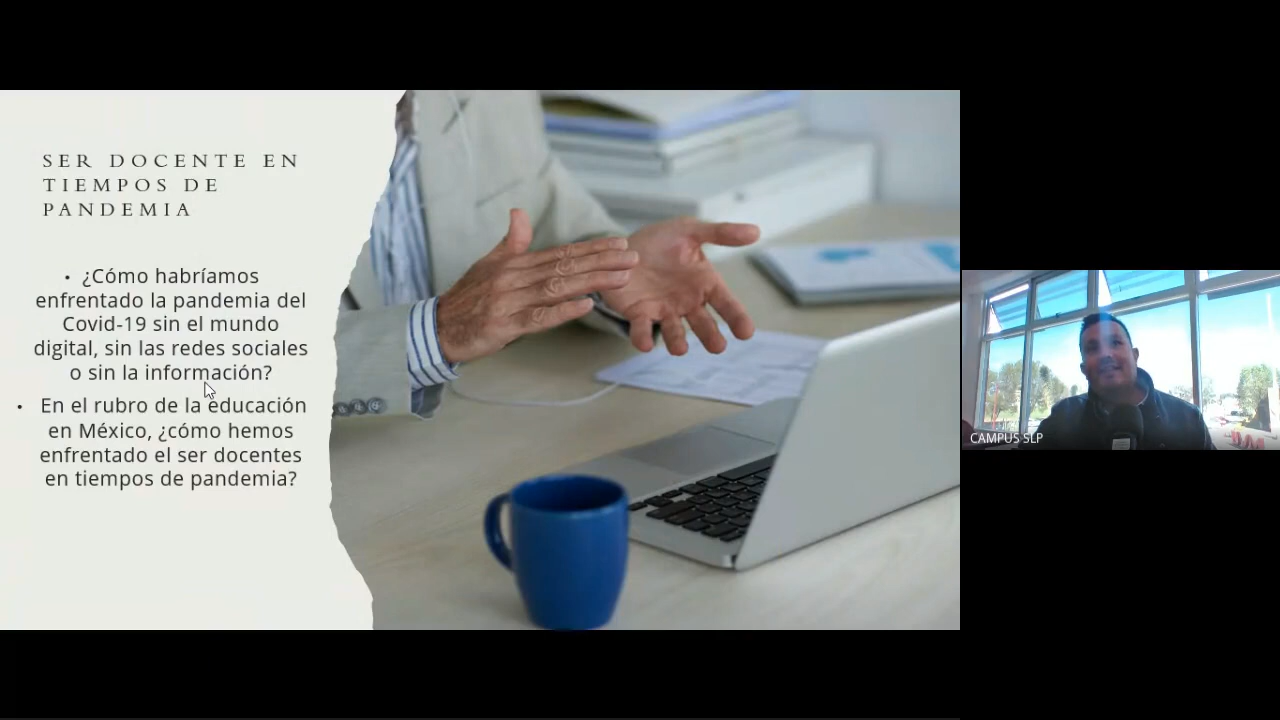 SER DOCENTE EN
TIEMPOS DE
PANDEMIA
• ¿Cómo habríamos
enfrentado la pandemia del
Covid-19 sin el mundo
digital, sin las redes sociales
o sin la información?
• En el rubro de la educación
en México, ¿cómo hemos
enfrentado el ser docentes
en tiempos de pandemia?
CAMPUS SLP